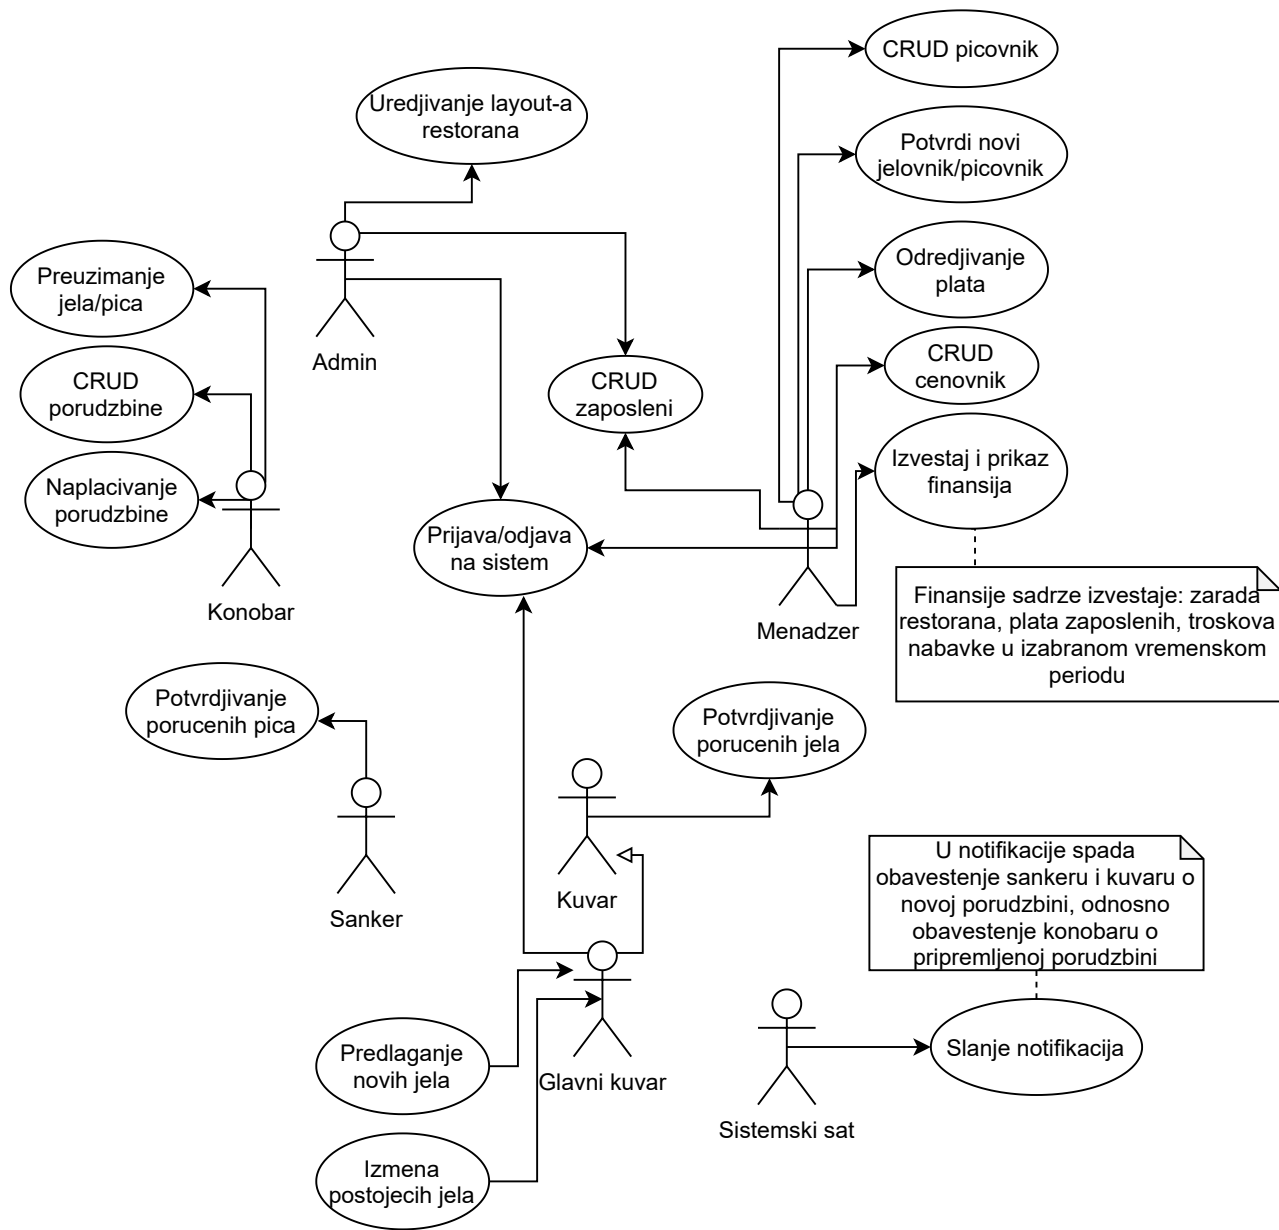 CRUD picovnik
Uredjivanje layout-a
restorana
Potvrdi novi
jelovnik/picovnik
Odredjivanje
plata
Preuzimanje
jela/pica
Admin
CRUD
cenovnik
CRUD
porudzbine
CRUD
zaposleni
Izvestaj i prikaz
finansija
Naplacivanje
porudzbine
Prijava/odjava
na sistem
Konobar
Menadzer
Finansije sadrze izvestaje: zarada
restorana, plata zaposlenih, troskova
nabavke u izabranom vremenskom
periodu
Potvrdjivanje
porucenih pica
Potvrdjivanje
porucenih jela
Sanker
Kuvar
U notifikacije spada
obavestenje sankeru i kuvaru o
novoj porudzbini, odnosno
obavestenje konobaru o
pripremljenoj porudzbini
Predlaganje
novih jela
Glavni kuvar
Slanje notifikacija
Sistemski sat
Izmena
postojecih jela